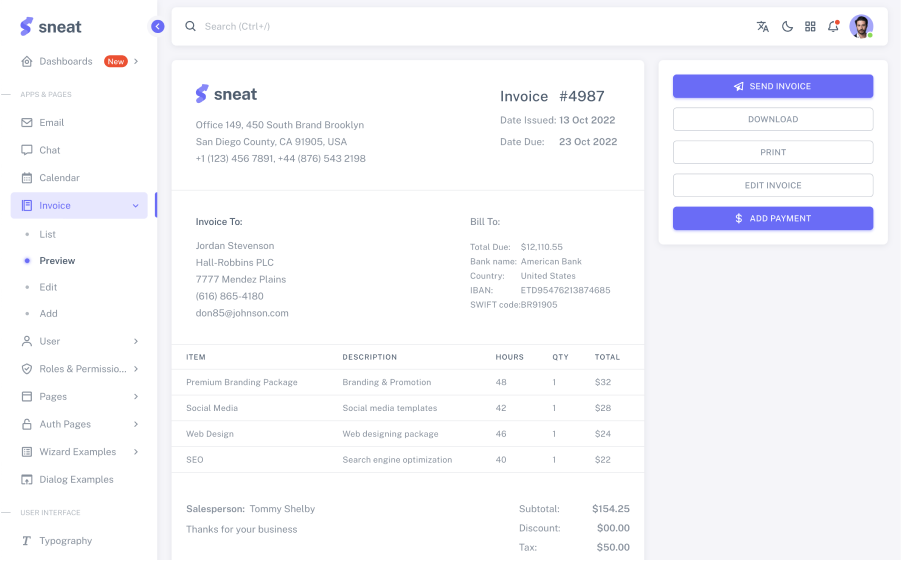 sneat
Search (Ctrl+/)
Dashboards New
APPS & PAGES
Email
Chat
Calendar
Invoice
List
Preview
Edit
Add
User
Roles & Permissio...
Pages
Auth Pages
Wizard Examples
Dialog Examples
USER INTERFACE
Typography
sneat
Office 149, 450 South Brand Brooklyn
San Diego County, CA 91905, USA
+1 (123) 456 7891, +44 (876) 543 2198
Invoice #4987
Date Issued: 13 Oct 2022
Date Due: 23 Oct 2022
Invoice To:
Jordan Stevenson
Hall-Robbins PLC
7777 Mendez Plains
(616) 865-4180
don85@johnson.com
Bill To:
Total Due: $12,110.55
Bank name: American Bank
Country: United States
IBAN: ETD95476213874685
SWIFT code: BR91905
ITEM DESCRIPTION HOURS QTY TOTAL
Premium Branding Package Branding & Promotion 48 1 $32
Social Media Social media templates 42 1 $28
Web Design Web designing package 46 1 $24
SEO Search engine optimization 40 1 $22
Salesperson: Tommy Shelby
Thanks for your business
Subtotal: $154.25
Discount: $00.00
Tax: $50.00
SEND INVOICE
DOWNLOAD
PRINT
EDIT INVOICE
$ ADD PAYMENT